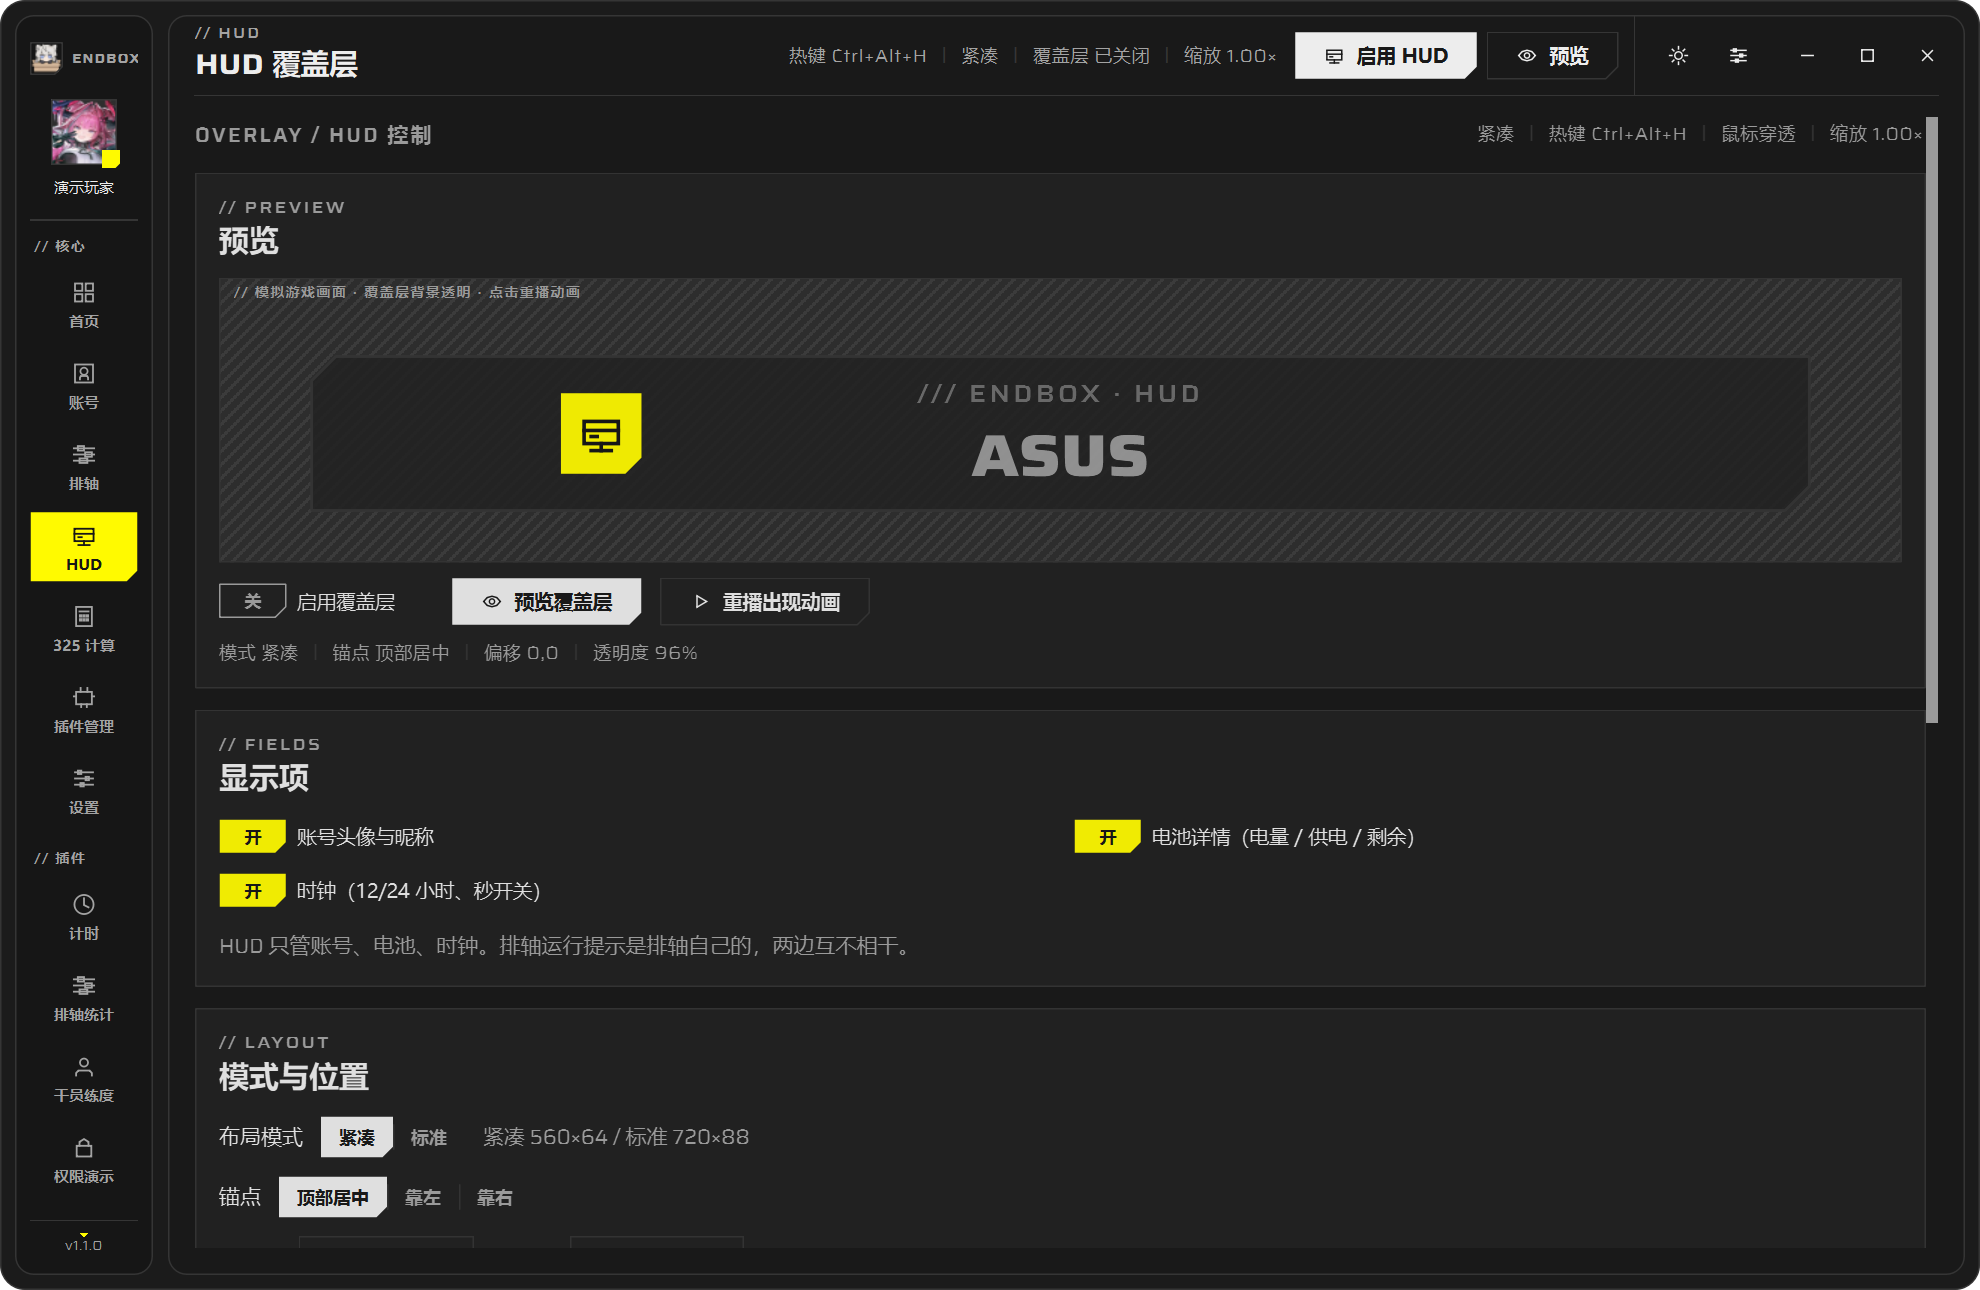 ENDBOX
演示玩家
// 核心
首页
账号
排轴
HUD
325 计算
插件管理
设置
// 插件
计时
排轴统计
干员练度
权限演示
v1.1.0
// HUD
HUD 覆盖层
热键 Ctrl+Alt+H
紧凑
覆盖层 已关闭
缩放 1.00×
启用 HUD
预览
OVERLAY / HUD 控制
紧凑
热键 Ctrl+Alt+H
鼠标穿透
缩放 1.00×
// PREVIEW
预览
// 模拟游戏画面 · 覆盖层背景透明 · 点击重播动画
/// ENDBOX · HUD
ASUS
关 启用覆盖层
预览覆盖层
重播出现动画
模式 紧凑
锚点 顶部居中
偏移 0,0
透明度 96%
// FIELDS
显示项
开 账号头像与昵称
开 电池详情（电量 / 供电 / 剩余）
开 时钟（12/24 小时、秒开关）
HUD 只管账号、电池、时钟。排轴运行提示是排轴自己的，两边互不相干。
// LAYOUT
模式与位置
布局模式 紧凑 标准 紧凑 560×64 / 标准 720×88
锚点 顶部居中 靠左 靠右